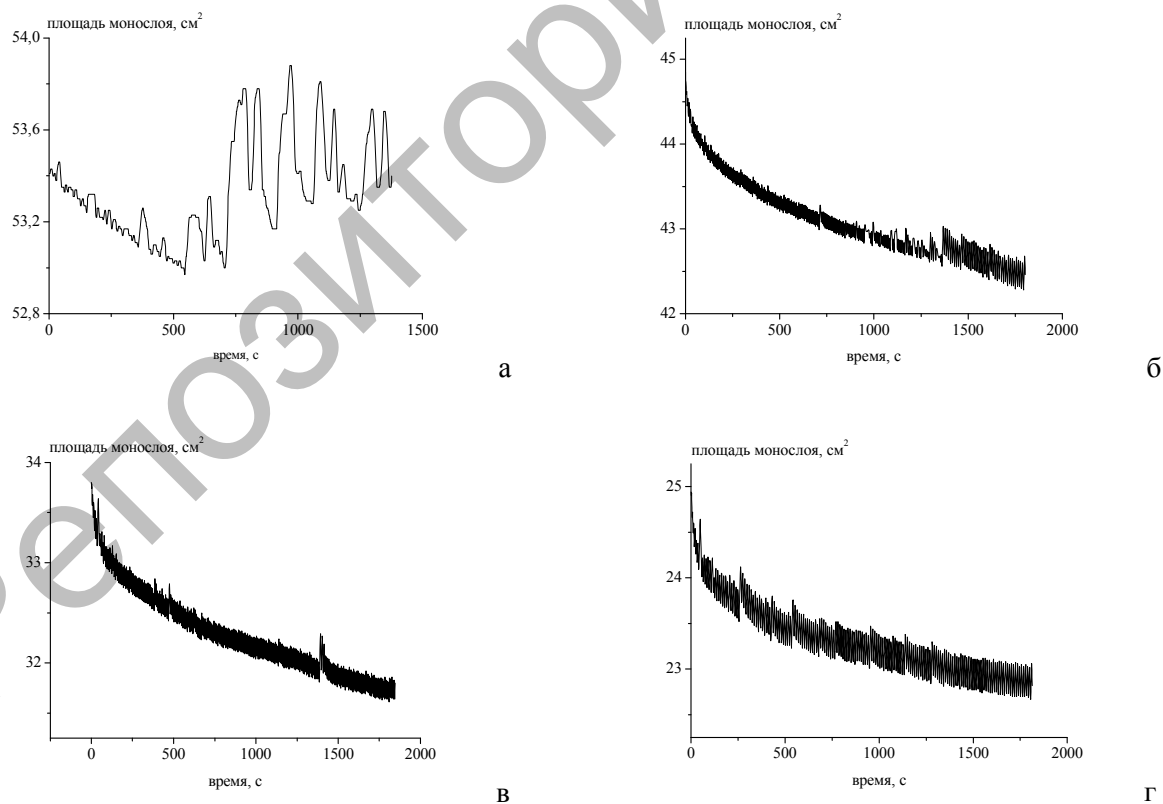 площадь монослоя, см²
54,0
53,6
53,2
52,8
0 500 1000 1500
время, с
а
площадь монослоя, см²
45
44
43
42
0 500 1000 1500 2000
время, с
б
площадь монослоя, см²
34
33
32
0 500 1000 1500 2000
время, с
в
площадь монослоя, см²
25
24
23
0 500 1000 1500 2000
время, с
г
епозитори